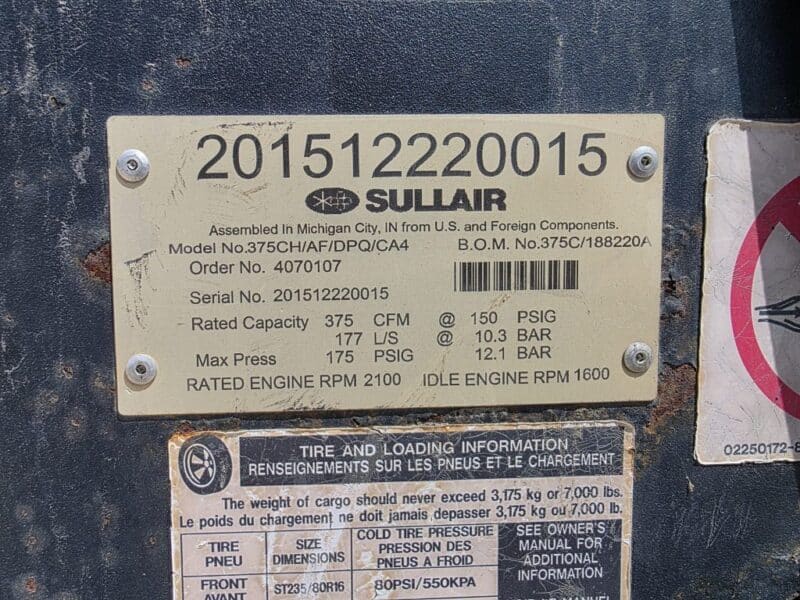 201512220015
SULLAIR
Assembled In Michigan City, IN from U.S. and Foreign Components.
Model No.375CH/AF/DPQ/CA4 B.O.M. No.375C/188220A
Order No. 4070107
Serial No. 201512220015
Rated Capacity 375 CFM @ 150 PSIG
177 L/S @ 10.3 BAR
Max Press 175 PSIG 12.1 BAR
RATED ENGINE RPM 2100 IDLE ENGINE RPM 1600
02250172-8
TIRE AND LOADING INFORMATION
RENSEIGNEMENTS SUR LES PNEUS ET LE CHARGEMENT
The weight of cargo should never exceed 3,175 kg or 7,000 lbs.
Le poids du chargement ne doit jamais depasser 3,175 kg ou 7,000 lb.
TIRE
PNEU
SIZE
DIMENSIONS
COLD TIRE PRESSURE
PRESSION DES
PNEUS A FROID
SEE OWNER'S
MANUAL FOR
ADDITIONAL
INFORMATION
FRONT
AVANT
ST235/80R16
80PSI/550KPA